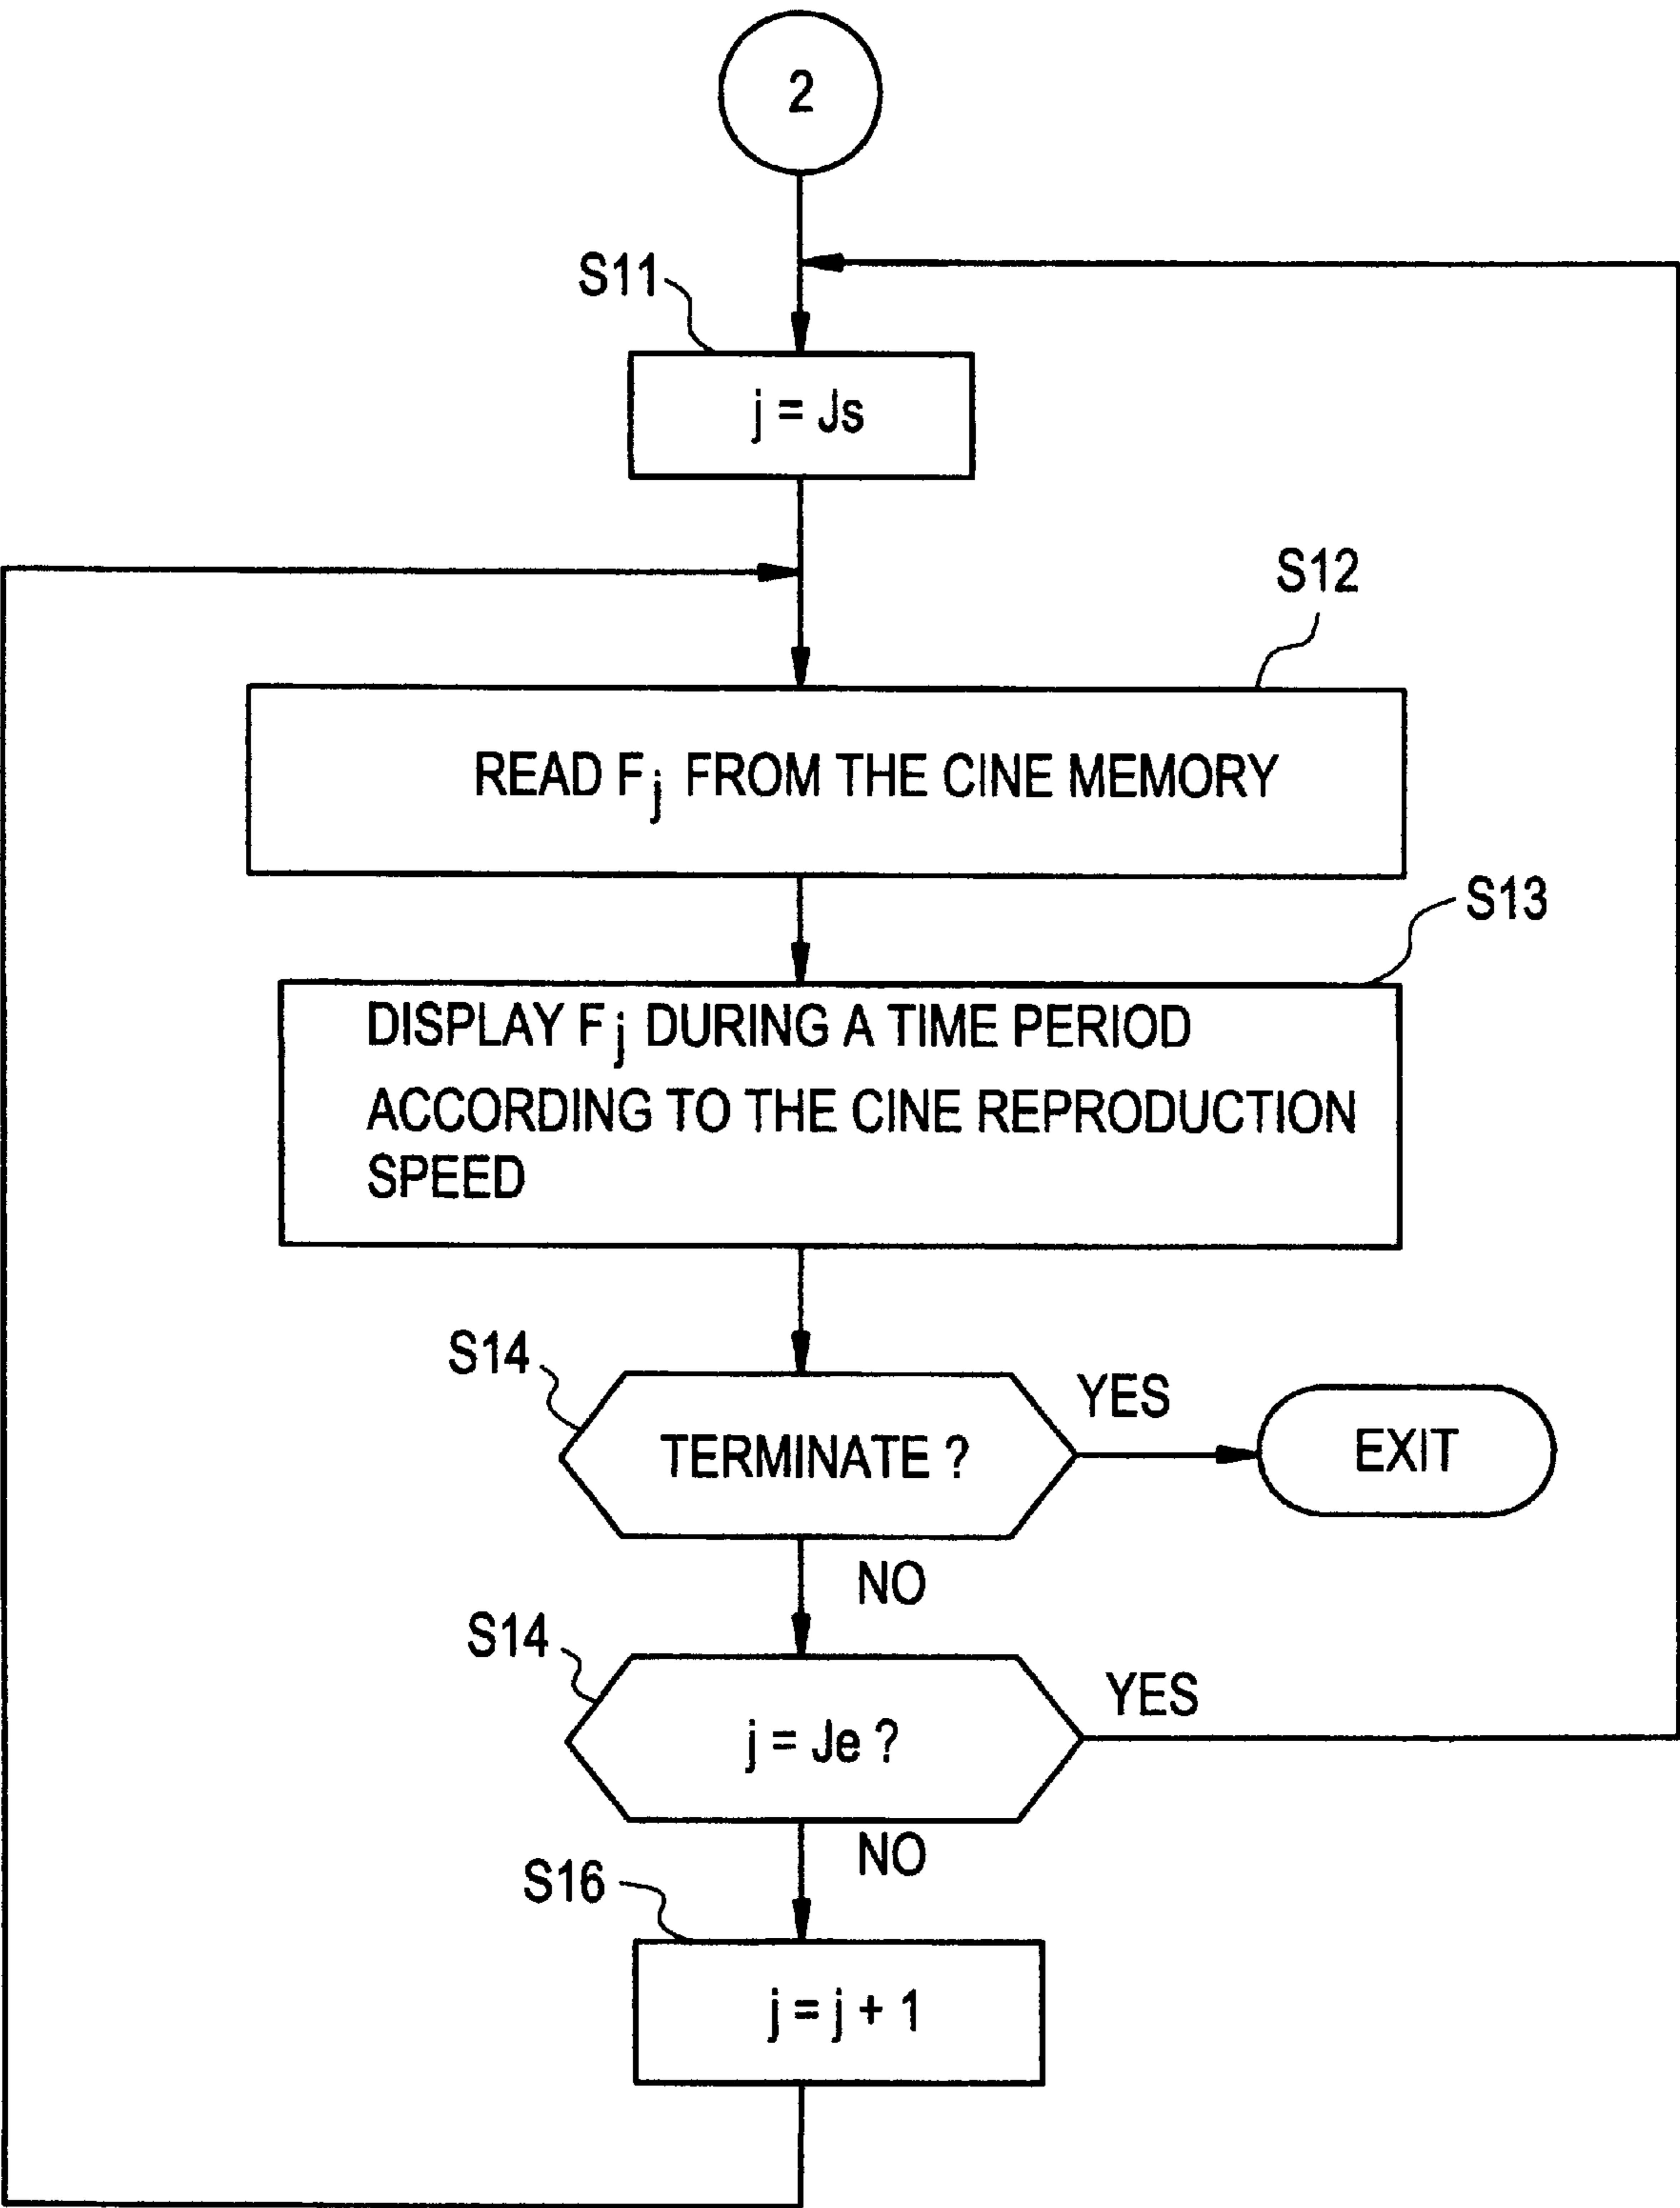 2
S11
j = Js
S12
READ Fj FROM THE CINE MEMORY
S13
DISPLAY Fj DURING A TIME PERIOD
ACCORDING TO THE CINE REPRODUCTION
SPEED
S14
TERMINATE ?
YES
EXIT
NO
S14
j = Je ?
YES
NO
S16
j = j + 1